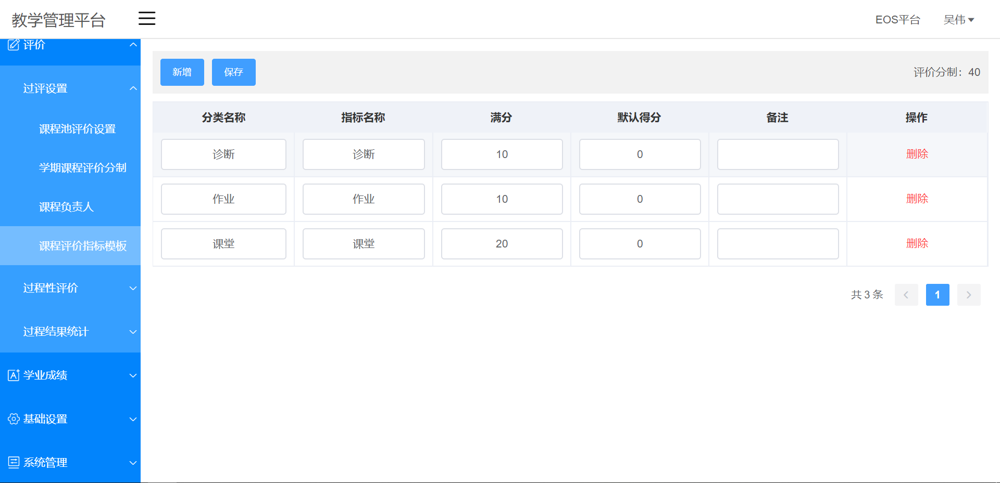 教学管理平台
EOS平台 吴伟
评价
过评设置
课程池评价设置
学期课程评价分制
课程负责人
课程评价指标模板
过程性评价
过程结果统计
学业成绩
基础设置
系统管理
新增 保存 评价分制：40
分类名称 指标名称 满分 默认得分 备注 操作
诊断 诊断 10 0 删除
作业 作业 10 0 删除
课堂 课堂 20 0 删除
共 3 条 1